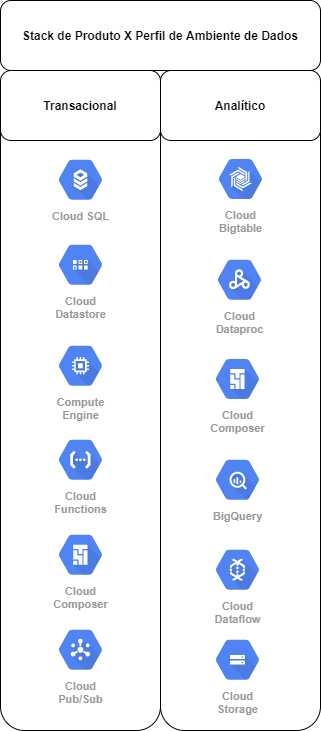 Stack de Produto X Perfil de Ambiente de Dados
Transacional
Cloud SQL
Cloud
Datastore
Compute
Engine
Cloud
Functions
Cloud
Composer
Cloud
Pub/Sub
Analítico
Cloud
Bigtable
Cloud
Dataproc
Cloud
Composer
BigQuery
Cloud
Dataflow
Cloud
Storage